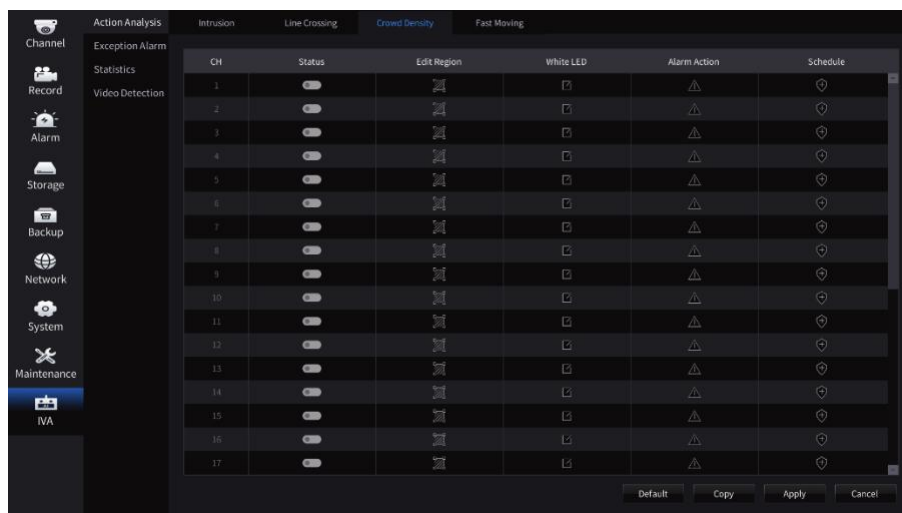 Channel
Record
Alarm
Storage
Backup
Network
System
Maintenance
IVA
Action Analysis
Exception Alarm
Statistics
Video Detection
Intrusion Line Crossing Crowd Density Fast Moving
CH Status Edit Region White LED Alarm Action Schedule
1
2
3
4
5
6
7
8
9
10
11
12
13
14
15
16
17
Default Copy Apply Cancel